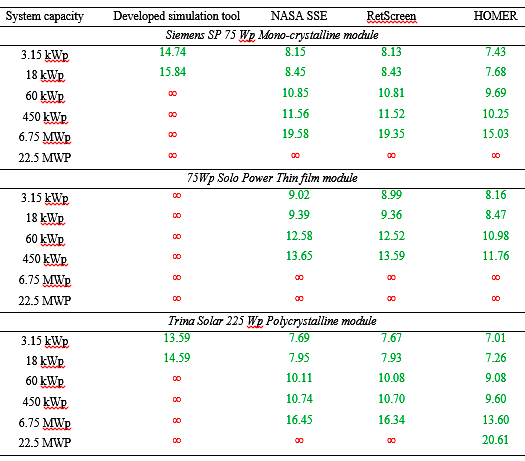 System capacity Developed simulation tool NASA SSE RetScreen HOMER
Siemens SP 75 Wp Mono-crystalline module
3.15 kWp 14.74 8.15 8.13 7.43
18 kWp 15.84 8.45 8.43 7.68
60 kWp ∞ 10.85 10.81 9.69
450 kWp ∞ 11.56 11.52 10.25
6.75 MWp ∞ 19.58 19.35 15.03
22.5 MWP ∞ ∞ ∞ ∞
75Wp Solo Power Thin film module
3.15 kWp ∞ 9.02 8.99 8.16
18 kWp ∞ 9.39 9.36 8.47
60 kWp ∞ 12.58 12.52 10.98
450 kWp ∞ 13.65 13.59 11.76
6.75 MWp ∞ ∞ ∞ ∞
22.5 MWP ∞ ∞ ∞ ∞
Trina Solar 225 Wp Polycrystalline module
3.15 kWp 13.59 7.69 7.67 7.01
18 kWp 14.59 7.95 7.93 7.26
60 kWp ∞ 10.11 10.08 9.08
450 kWp ∞ 10.74 10.70 9.60
6.75 MWp ∞ 16.45 16.34 13.60
22.5 MWP ∞ ∞ ∞ 20.61